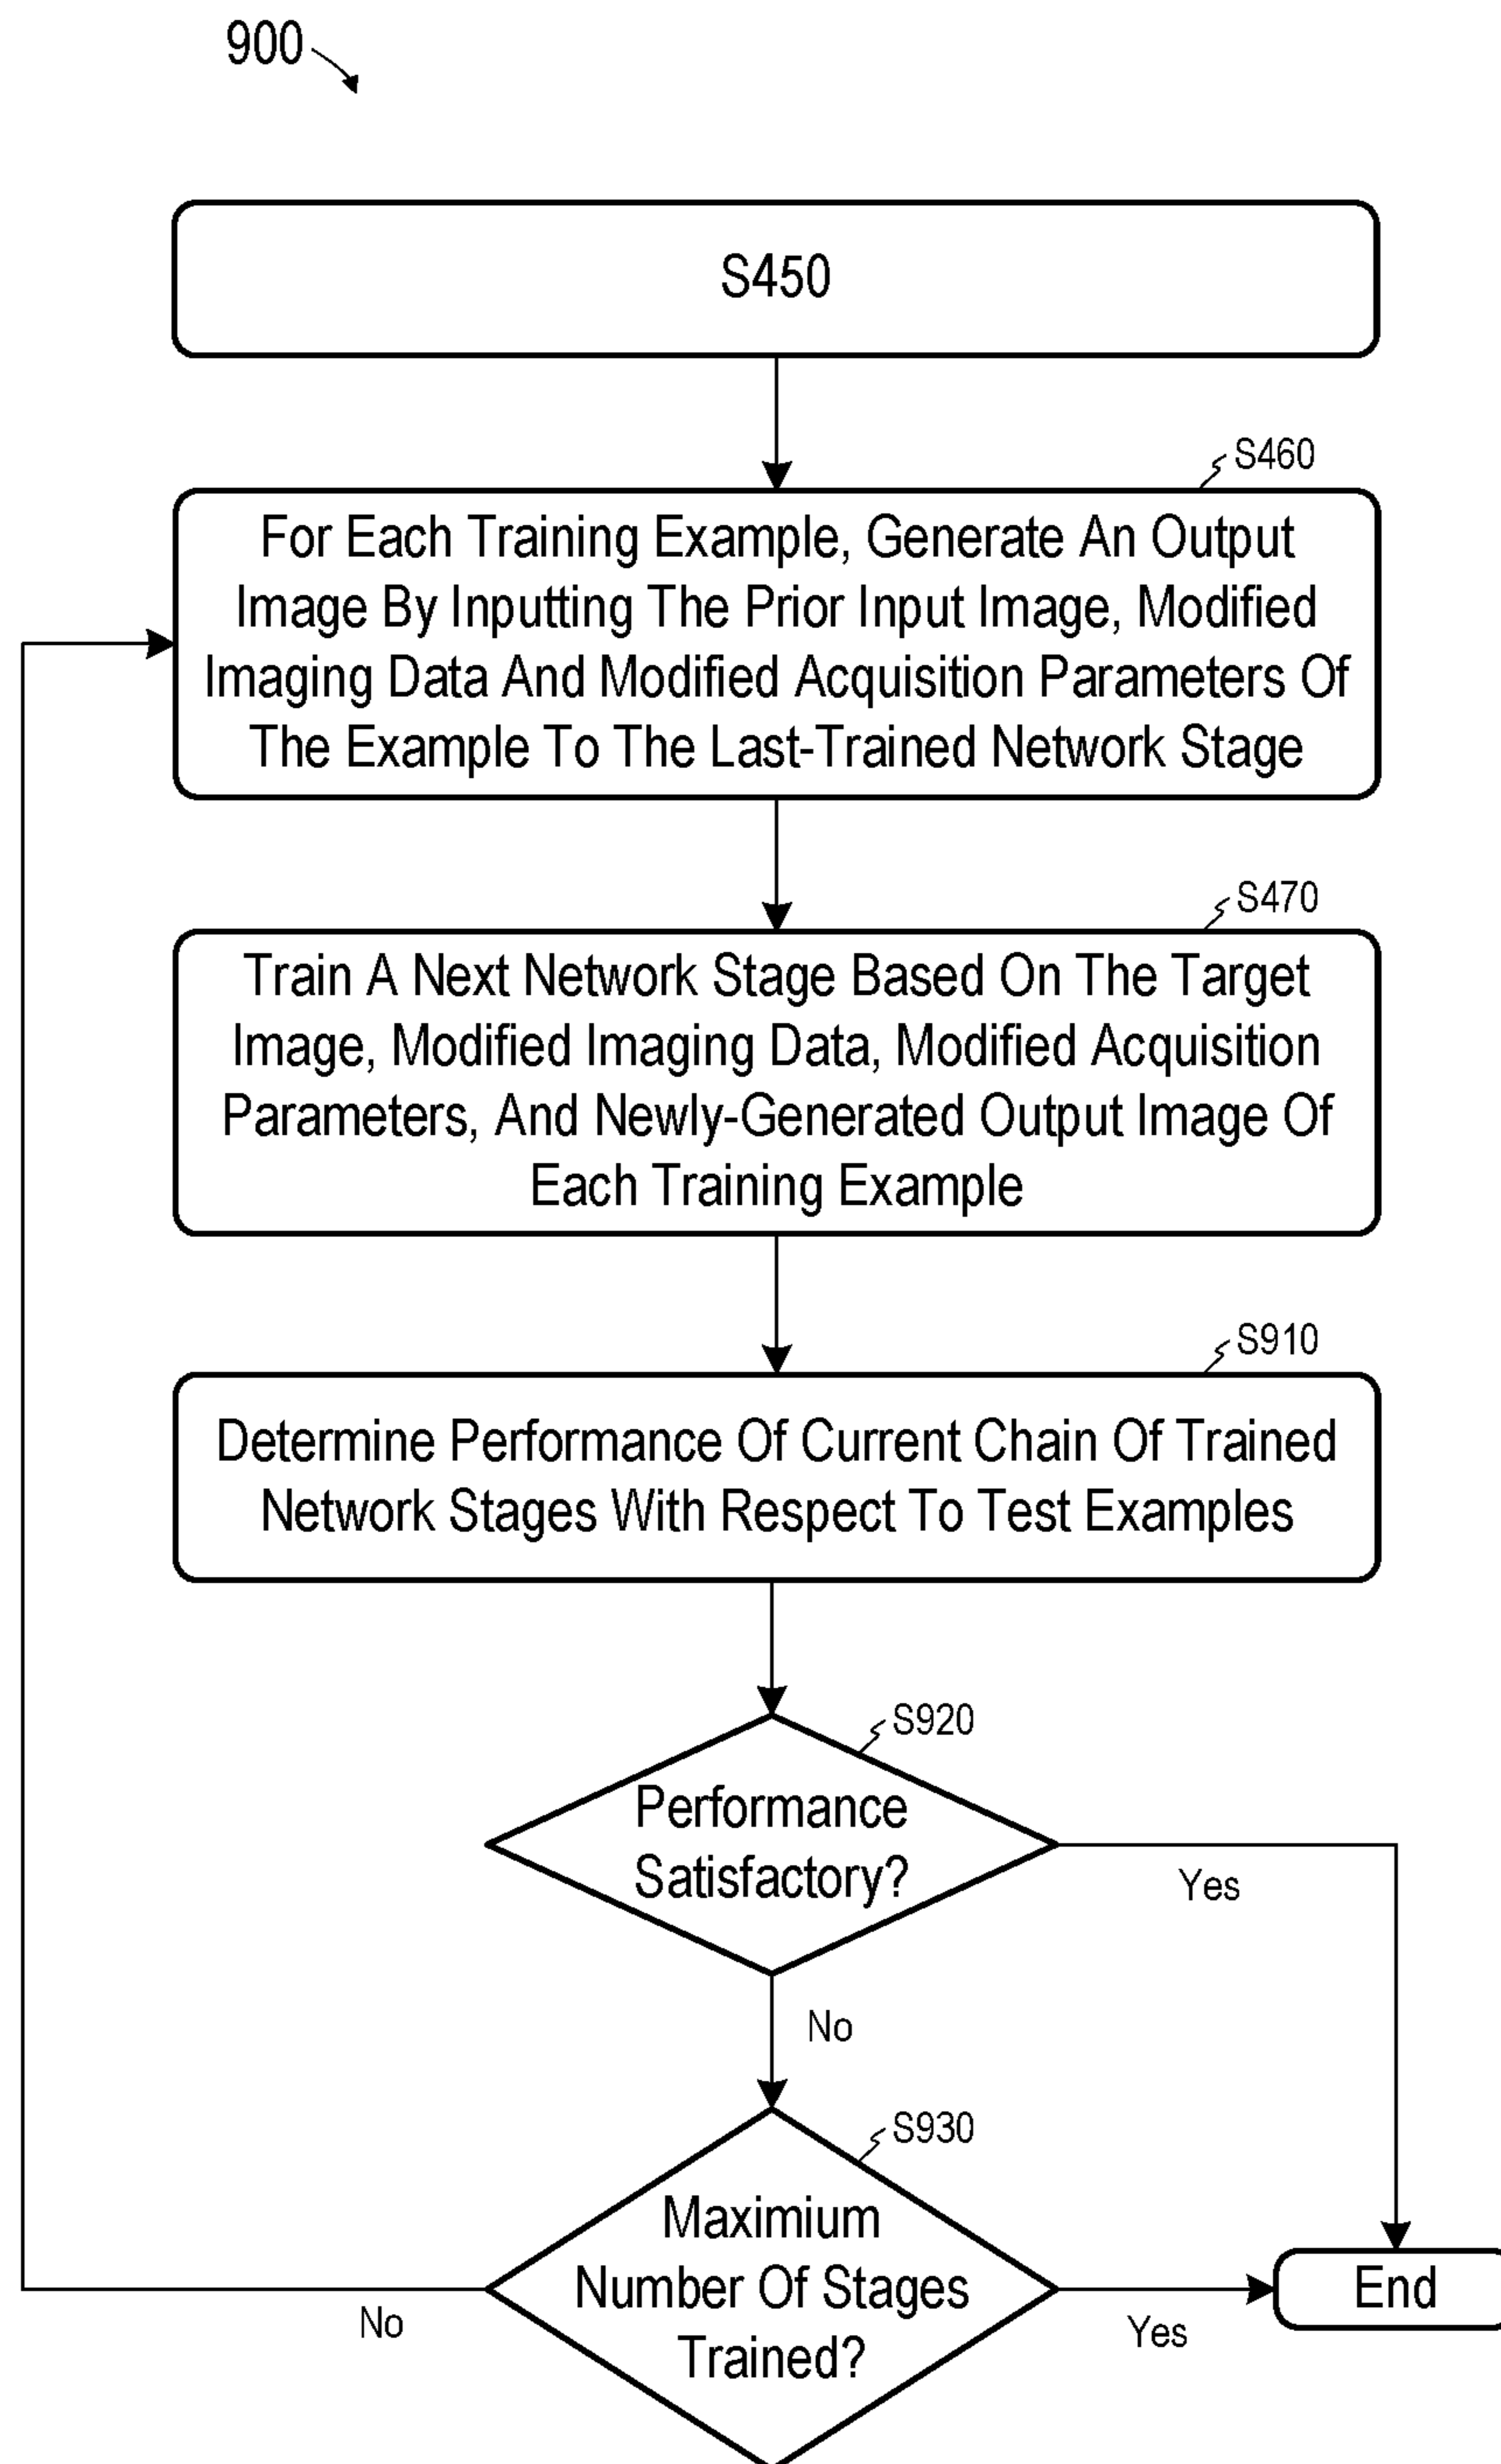 900
S450
S460
For Each Training Example, Generate An Output
Image By Inputting The Prior Input Image, Modified
Imaging Data And Modified Acquisition Parameters Of
The Example To The Last-Trained Network Stage
S470
Train A Next Network Stage Based On The Target
Image, Modified Imaging Data, Modified Acquisition
Parameters, And Newly-Generated Output Image Of
Each Training Example
S910
Determine Performance Of Current Chain Of Trained
Network Stages With Respect To Test Examples
S920
Performance
Satisfactory?
Yes
No
S930
Maximium
Number Of Stages
Trained?
No
Yes
End